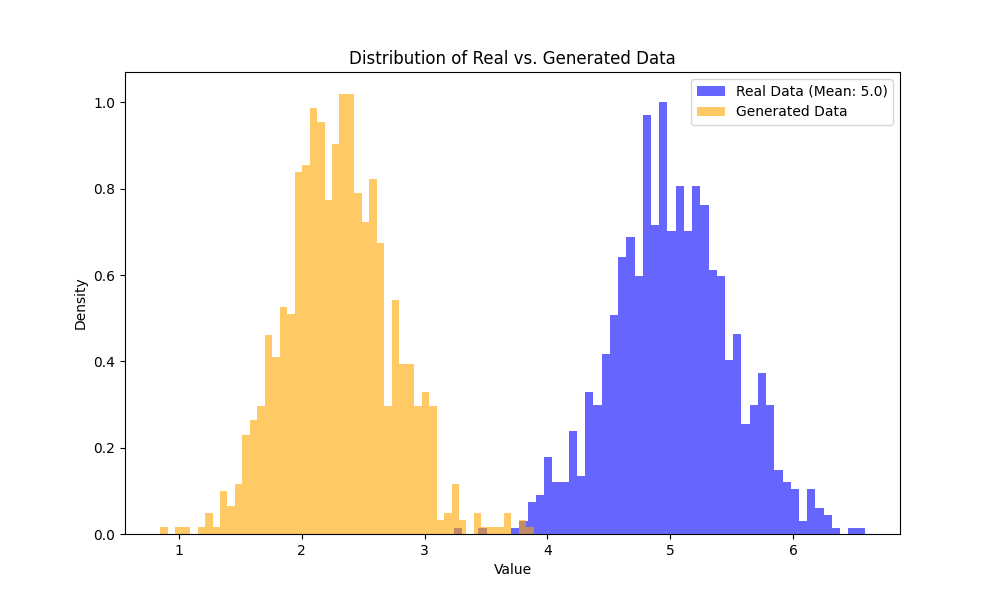 Distribution of Real vs. Generated Data
Real Data (Mean: 5.0)
Generated Data
Density
1.0
0.8
0.6
0.4
0.2
0.0
1 2 3 4 5 6
Value